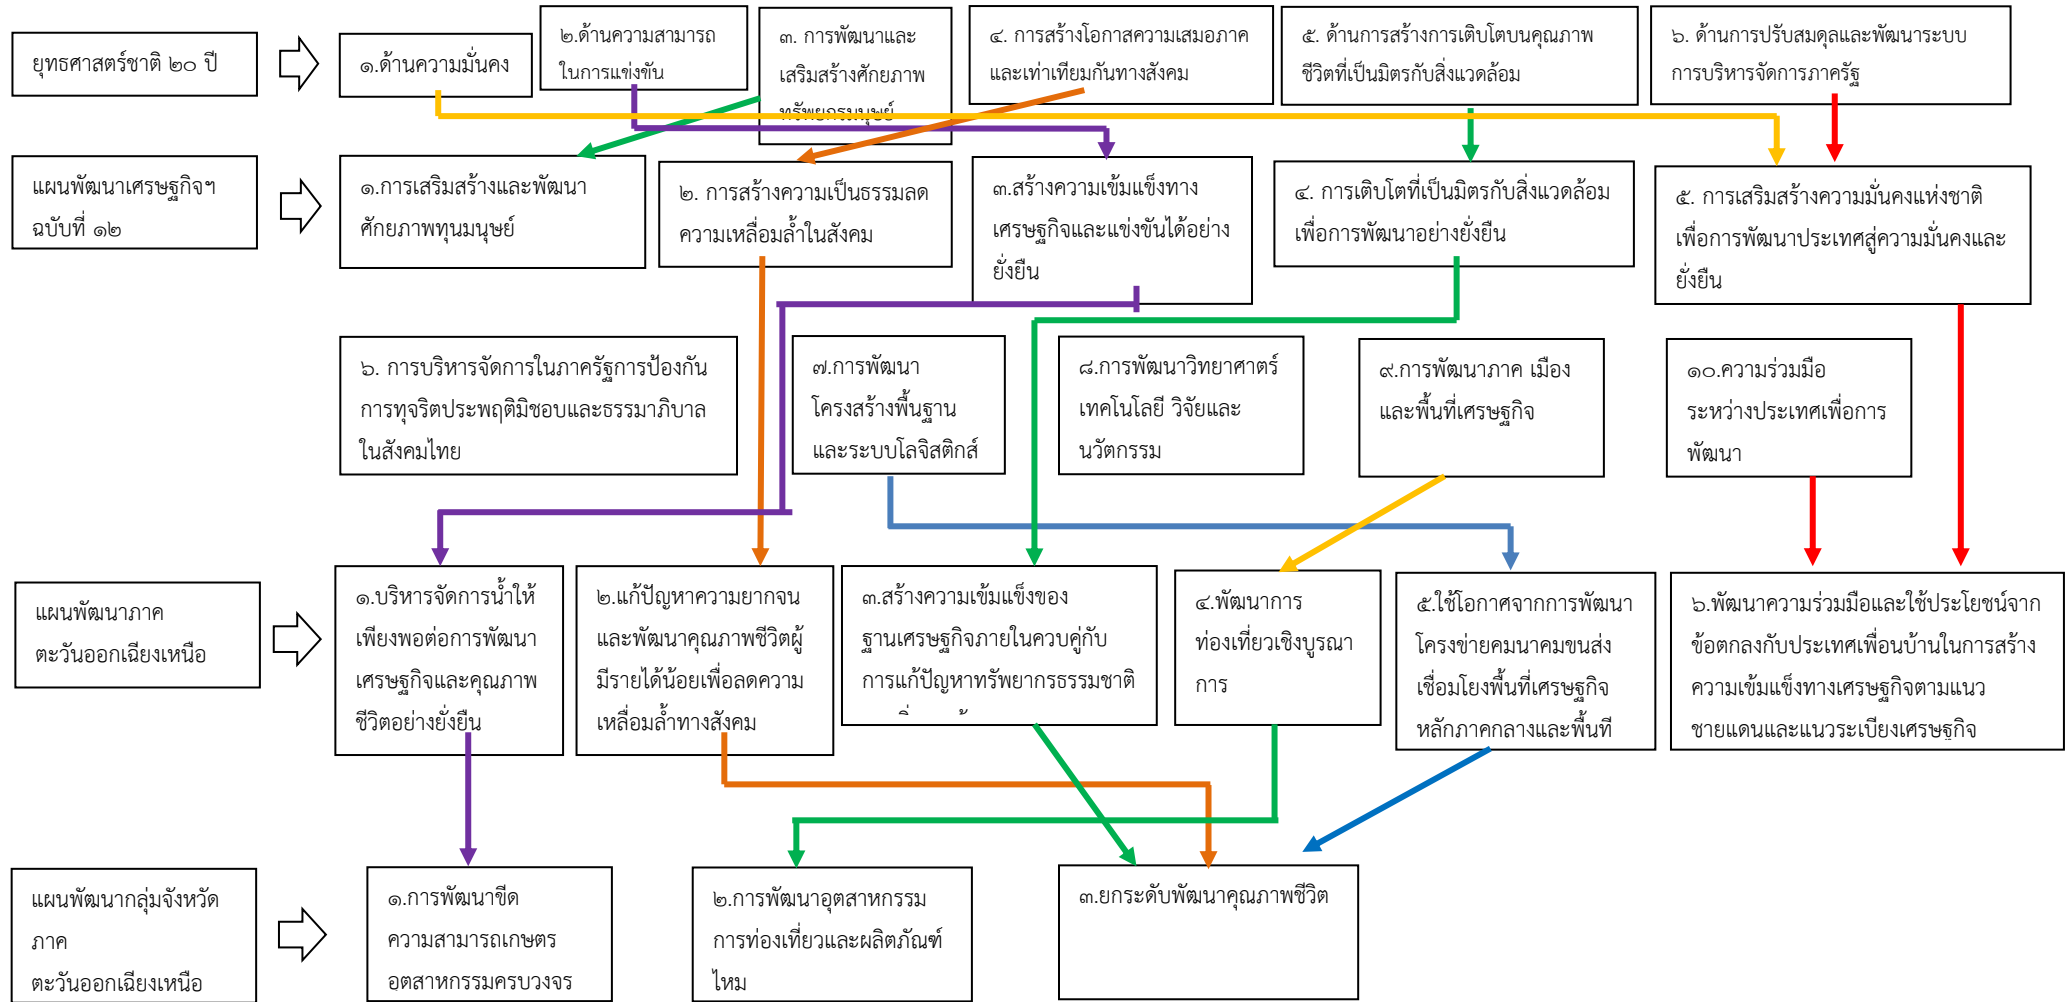 ยุทธศาสตร์ชาติ ๒๐ ปี
๑.ด้านความมั่นคง
๒.ด้านความสามารถ
ในการแข่งขัน
๓. การพัฒนาและ
เสริมสร้างศักยภาพ
ทรัพยกรมนุษย์
๔. การสร้างโอกาสความเสมอภาค
และเท่าเทียมกันทางสังคม
๕. ด้านการสร้างการเติบโตบนคุณภาพ
ชีวิตที่เป็นมิตรกับสิ่งแวดล้อม
๖. ด้านการปรับสมดุลและพัฒนาระบบ
การบริหารจัดการภาครัฐ
แผนพัฒนาเศรษฐกิจฯ
ฉบับที่ ๑๒
๑.การเสริมสร้างและพัฒนา
ศักยภาพทุนมนุษย์
๒. การสร้างความเป็นธรรมลด
ความเหลื่อมล้ำในสังคม
๓.สร้างความเข้มแข็งทาง
เศรษฐกิจและแข่งขันได้อย่าง
ยั่งยืน
๔. การเติบโตที่เป็นมิตรกับสิ่งแวดล้อม
เพื่อการพัฒนาอย่างยั่งยืน
๕. การเสริมสร้างความมั่นคงแห่งชาติ
เพื่อการพัฒนาประเทศสู่ความมั่นคงและ
ยั่งยืน
๖. การบริหารจัดการในภาครัฐการป้องกัน
การทุจริตประพฤติมิชอบและธรรมาภิบาล
ในสังคมไทย
๗.การพัฒนา
โครงสร้างพื้นฐาน
และระบบโลจิสติกส์
๘.การพัฒนาวิทยาศาตร์
เทคโนโลยี วิจัยและ
นวัตกรรม
๙.การพัฒนาภาค เมือง
และพื้นที่เศรษฐกิจ
๑๐.ความร่วมมือ
ระหว่างประเทศเพื่อการ
พัฒนา
แผนพัฒนาภาค
ตะวันออกเฉียงเหนือ
๑.บริหารจัดการน้ำให้
เพียงพอต่อการพัฒนา
เศรษฐกิจและคุณภาพ
ชีวิตอย่างยั่งยืน
๒.แก้ปัญหาความยากจน
และพัฒนาคุณภาพชีวิตผู้
มีรายได้น้อยเพื่อลดความ
เหลื่อมล้ำทางสังคม
๓.สร้างความเข้มแข็งของ
ฐานเศรษฐกิจภายในควบคู่กับ
การแก้ปัญหาทรัพยากรธรรมชาติ
๔.พัฒนาการ
ท่องเที่ยวเชิงบูรณา
การ
๕.ใช้โอกาศจากการพัฒนา
โครงข่ายคมนาคมขนส่ง
เชื่อมโยงพื้นที่เศรษฐกิจ
หลักภาคกลางและพื้นที่
๖.พัฒนาความร่วมมือและใช้ประโยชน์จาก
ข้อตกลงกับประเทศเพื่อนบ้านในการสร้าง
ความเข้มแข็งทางเศรษฐกิจตามแนว
ชายแดนและแนวระเบียงเศรษฐกิจ
แผนพัฒนากลุ่มจังหวัด
ภาค
ตะวันออกเฉียงเหนือ
๑.การพัฒนาขีด
ความสามารถเกษตร
อุตสาหกรรมครบวงจร
๒.การพัฒนาอุตสาหกรรม
การท่องเที่ยวและผลิตภัณฑ์
ไหม
๓.ยกระดับพัฒนาคุณภาพชีวิต